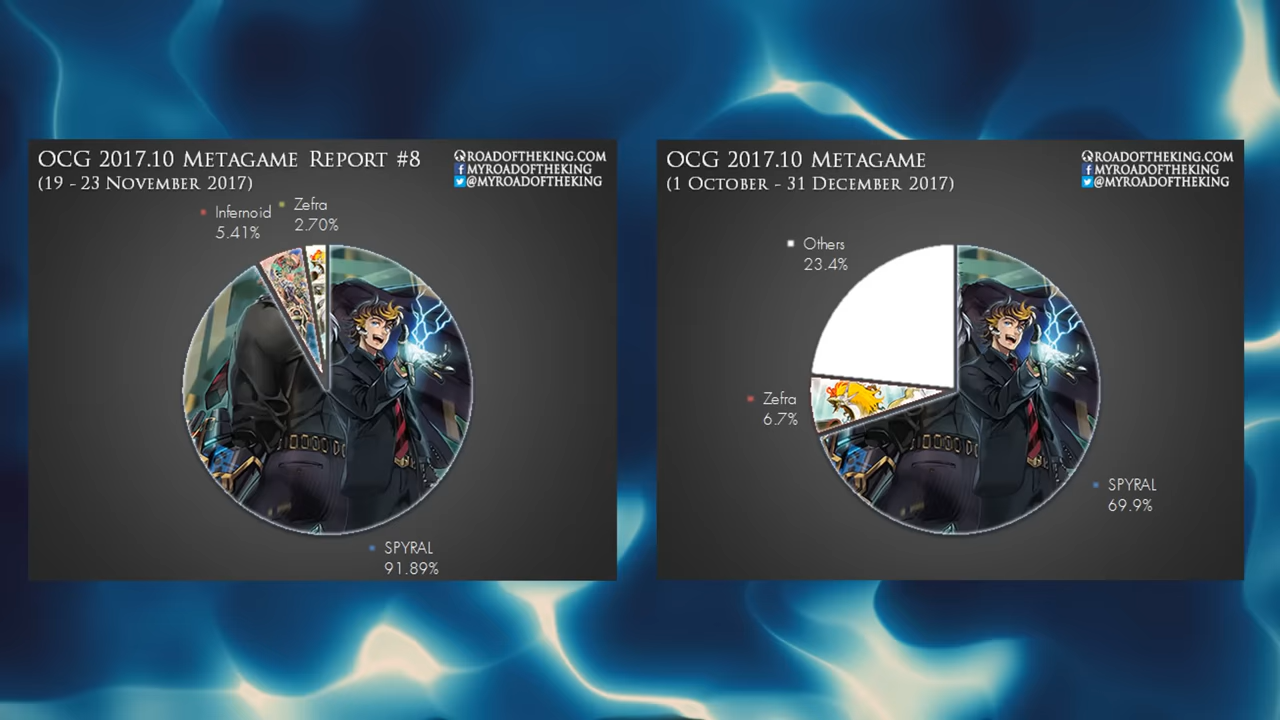 OCG 2017.10 METAGAME REPORT #8
(19 - 23 NOVEMBER 2017)
ROADOFTHEKING.COM
MYROADOFTHEKING
@MYROADOFTHEKING
Infernoid
5.41%
Zefra
2.70%
SPYRAL
91.89%
OCG 2017.10 METAGAME
(1 OCTOBER - 31 DECEMBER 2017)
ROADOFTHEKING.COM
MYROADOFTHEKING
@MYROADOFTHEKING
Others
23.4%
Zefra
6.7%
SPYRAL
69.9%